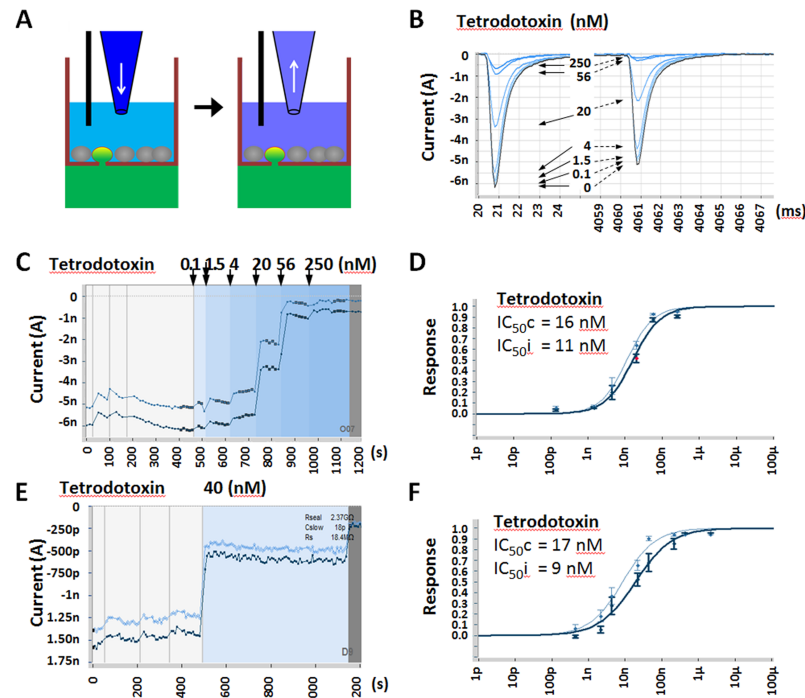 A
B
Tetrodotoxin (nM)
Current (A)
0
-1n
-2n
-3n
-4n
-5n
-6n
250
56
20
4
1.5
0.1
0
20 21 22 23 24 4059 4060 4061 4062 4063 4064 4065 4066 4067 (ms)
C
Tetrodotoxin 0.1 1.5 4 20 56 250 (nM)
Current (A)
0
-1n
-2n
-3n
-4n
-5n
-6n
O07
0 100 200 300 400 500 600 700 800 900 1000 1100 1200 (s)
D
Tetrodotoxin
IC50c = 16 nM
IC50i = 11 nM
Response
1.0
0.9
0.8
0.7
0.6
0.5
0.4
0.3
0.2
0.1
0.0
1p 10p 100p 1n 10n 100n 1µ 10µ 100µ
E
Tetrodotoxin 40 (nM)
Current (A)
0
-250p
-500p
-750p
-1n
1.25n
1.50n
1.75n
Rseal 2.37GΩ
Cslow 18p
Rs 18.4MΩ
0 200 400 600 800 1000 200 (s)
F
Tetrodotoxin
IC50c = 17 nM
IC50i = 9 nM
Response
1.0
0.9
0.8
0.7
0.6
0.5
0.4
0.3
0.2
0.1
0.0
1p 10p 100p 1n 10n 100n 1µ 10µ 100µ